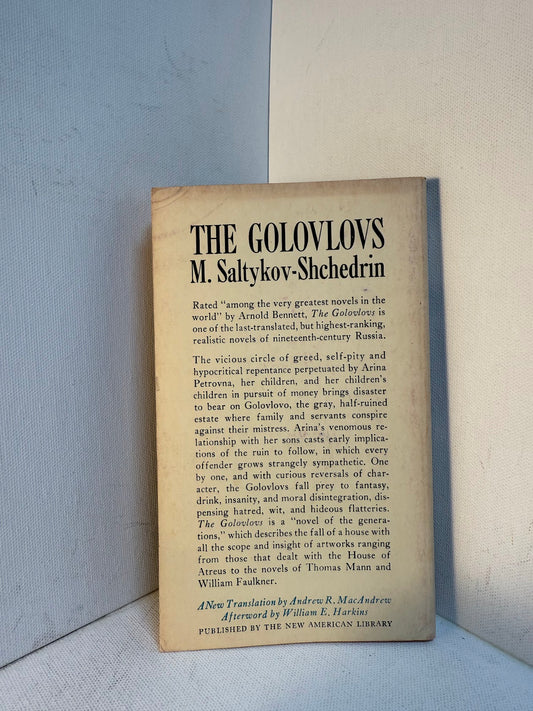 THE GOLOVLOVS
M. Saltykov-Shchedrin
Rated "among the very greatest novels in the
world" by Arnold Bennett, The Golovlovs is
one of the last-translated, but highest-ranking,
realistic novels of nineteenth-century Russia.
The vicious circle of greed, self-pity and
hypocritical repentance perpetuated by Arina
Petrovna, her children, and her children's
children in pursuit of money brings disaster
to bear on Golovlovo, the gray, half-ruined
estate where family and servants conspire
against their mistress. Arina's venomous re-
lationship with her sons casts early implica-
tions of the ruin to follow, in which every
offender grows strangely sympathetic. One
by one, and with curious reversals of char-
acter, the Golovlovs fall prey to fantasy,
drink, insanity, and moral disintegration, dis-
pensing hatred, wit, and hideous flatteries.
The Golovlovs is a "novel of the genera-
tions," which describes the fall of a house with
all the scope and insight of artworks ranging
from those that dealt with the House of
Atreus to the novels of Thomas Mann and
William Faulkner.
A New Translation by Andrew R. MacAndrew
Afterword by William E. Harkins
PUBLISHED BY THE NEW AMERICAN LIBRARY